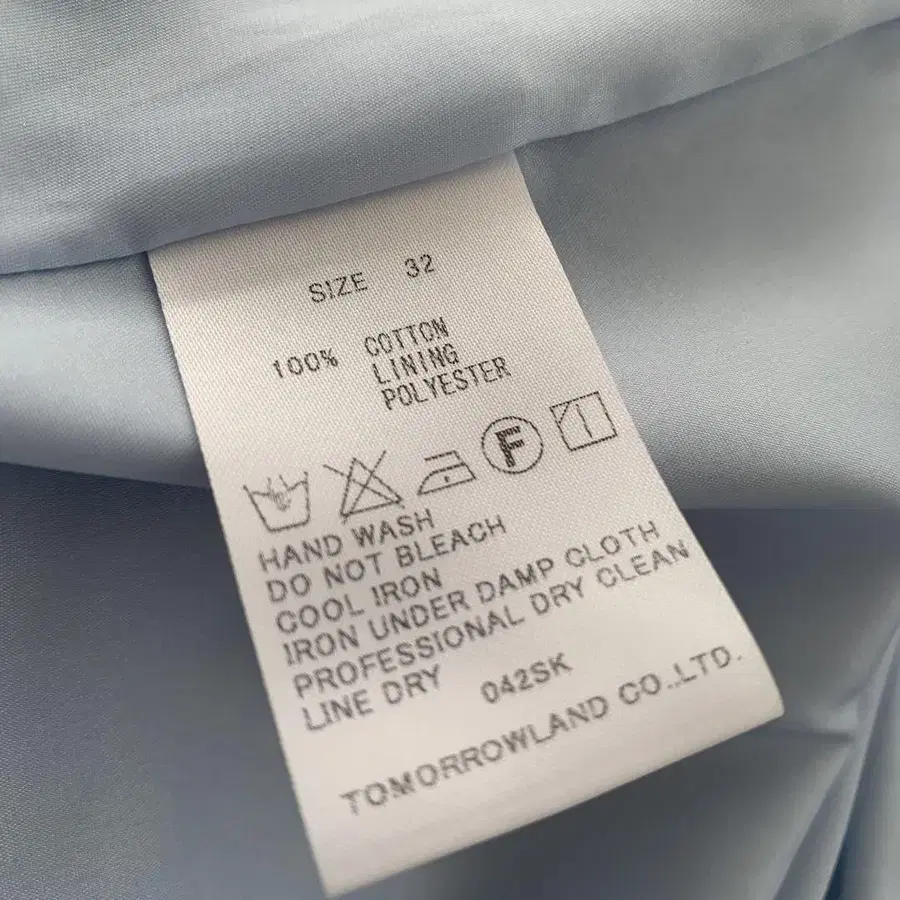 SIZE 32
100% COTTON
LINING
POLYESTER
F
HAND WASH
DO NOT BLEACH
COOL IRON
IRON UNDER DAMP CLOTH
PROFESSIONAL DRY CLEAN
LINE DRY 042SK
TOMORROWLAND CO.,LTD.